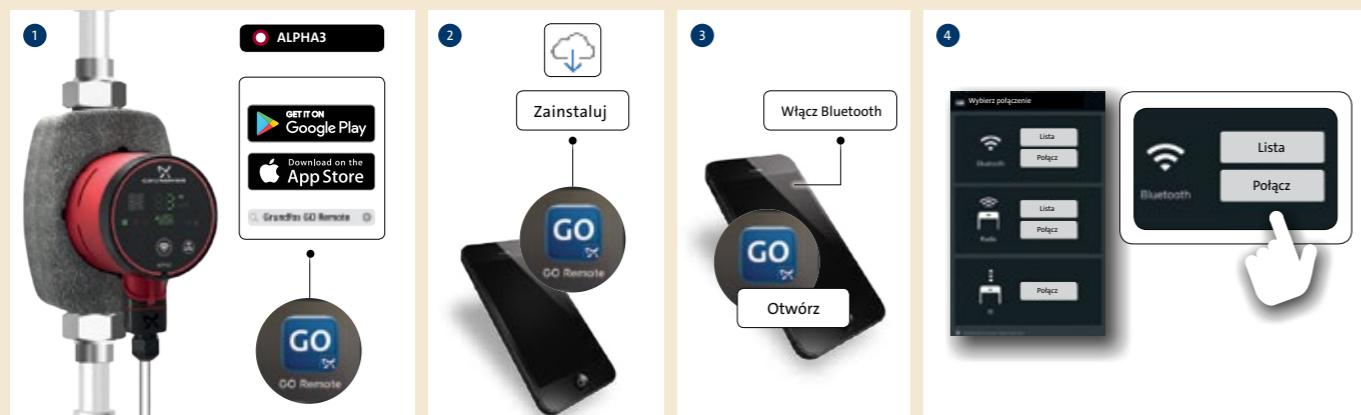 1
ALPHA3
GET IT ON
Google Play
Download on the
App Store
Grundfos GO Remote
GRUNDFOS
GO
GO Remote
2
Zainstaluj
GO
GO Remote
3
Włącz Bluetooth
GO
Otwórz
4
Wybierz połączenie
Bluetooth
Lista
Połącz
Radio
Lista
Połącz
IR
Połącz
Bluetooth
Lista
Połącz